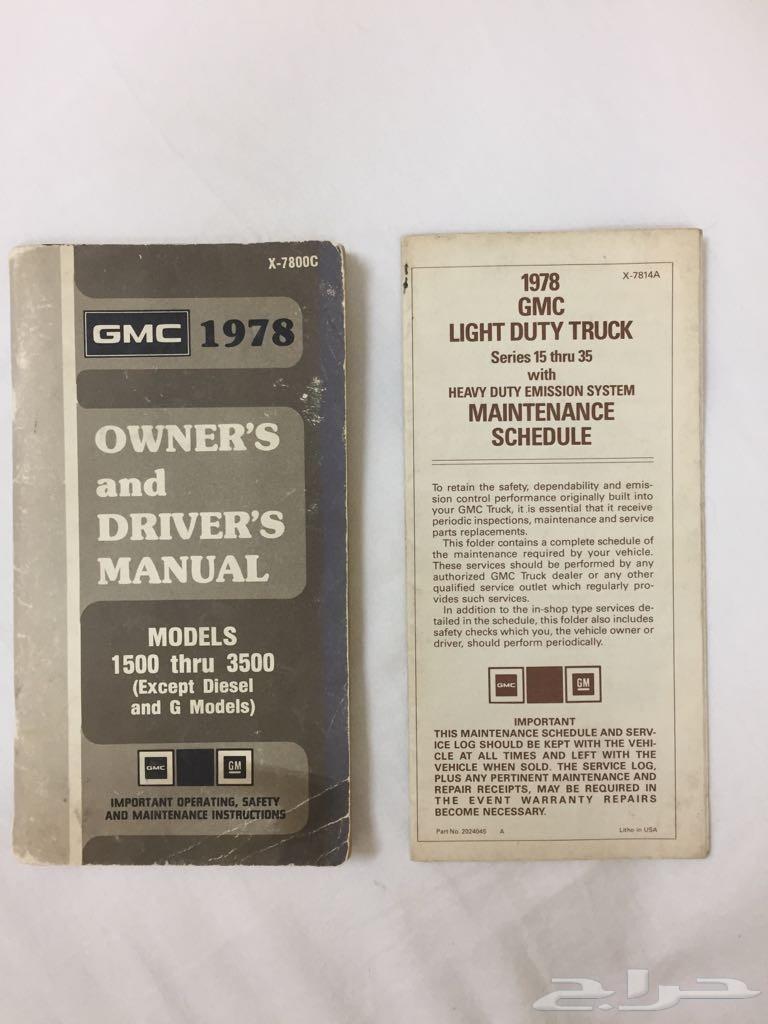 X-7800C
GMC 1978
OWNER'S
and
DRIVER'S
MANUAL
MODELS
1500 thru 3500
(Except Diesel
and G Models)
GMC GM
IMPORTANT OPERATING, SAFETY
AND MAINTENANCE INSTRUCTIONS
X-7814A
1978
GMC
LIGHT DUTY TRUCK
Series 15 thru 35
with
HEAVY DUTY EMISSION SYSTEM
MAINTENANCE
SCHEDULE
To retain the safety, dependability and emis-
sion control performance originally built into
your GMC Truck, it is essential that it receive
periodic inspections, maintenance and service
parts replacements.
This folder contains a complete schedule of
the maintenance required by your vehicle.
These services should be performed by any
authorized GMC Truck dealer or any other
qualified service outlet which regularly pro-
vides such services.
In addition to the in-shop type services de-
tailed in the schedule, this folder also includes
safety checks which you, the vehicle owner or
driver, should perform periodically.
GMC GM
IMPORTANT
THIS MAINTENANCE SCHEDULE AND SERV-
ICE LOG SHOULD BE KEPT WITH THE VEHI-
CLE AT ALL TIMES AND LEFT WITH THE
VEHICLE WHEN SOLD. THE SERVICE LOG,
PLUS ANY PERTINENT MAINTENANCE AND
REPAIR RECEIPTS, MAY BE REQUIRED IN
THE EVENT WARRANTY REPAIRS
BECOME NECESSARY.
Part No. 2024045 A Litho in USA
حراج